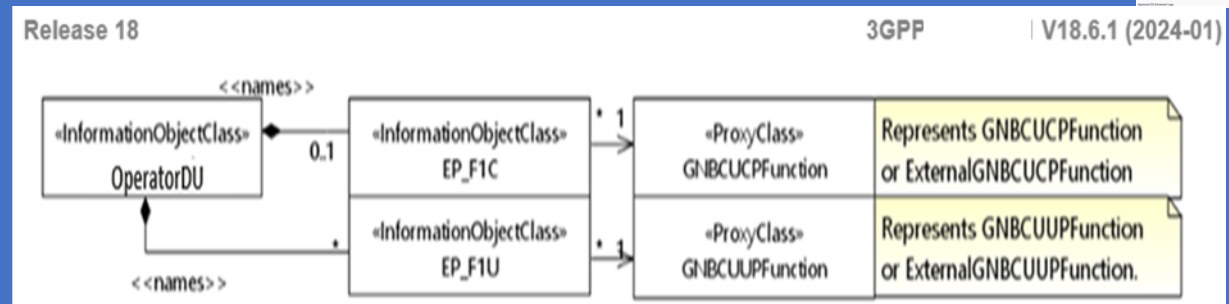 Release 18
3GPP
V18.6.1 (2024-01)
<<names>>
«InformationObjectClass»
OperatorDU
0..1
«InformationObjectClass»
EP_F1C
* 1
«ProxyClass»
GNBCUCPFunction
Represents GNBCUCPFunction
or ExternalGNBCUCPFunction
*
<<names>>
«InformationObjectClass»
EP_F1U
* 1
«ProxyClass»
GNBCUUPFunction
Represents GNBCUUPFunction
or ExternalGNBCUUPFunction.